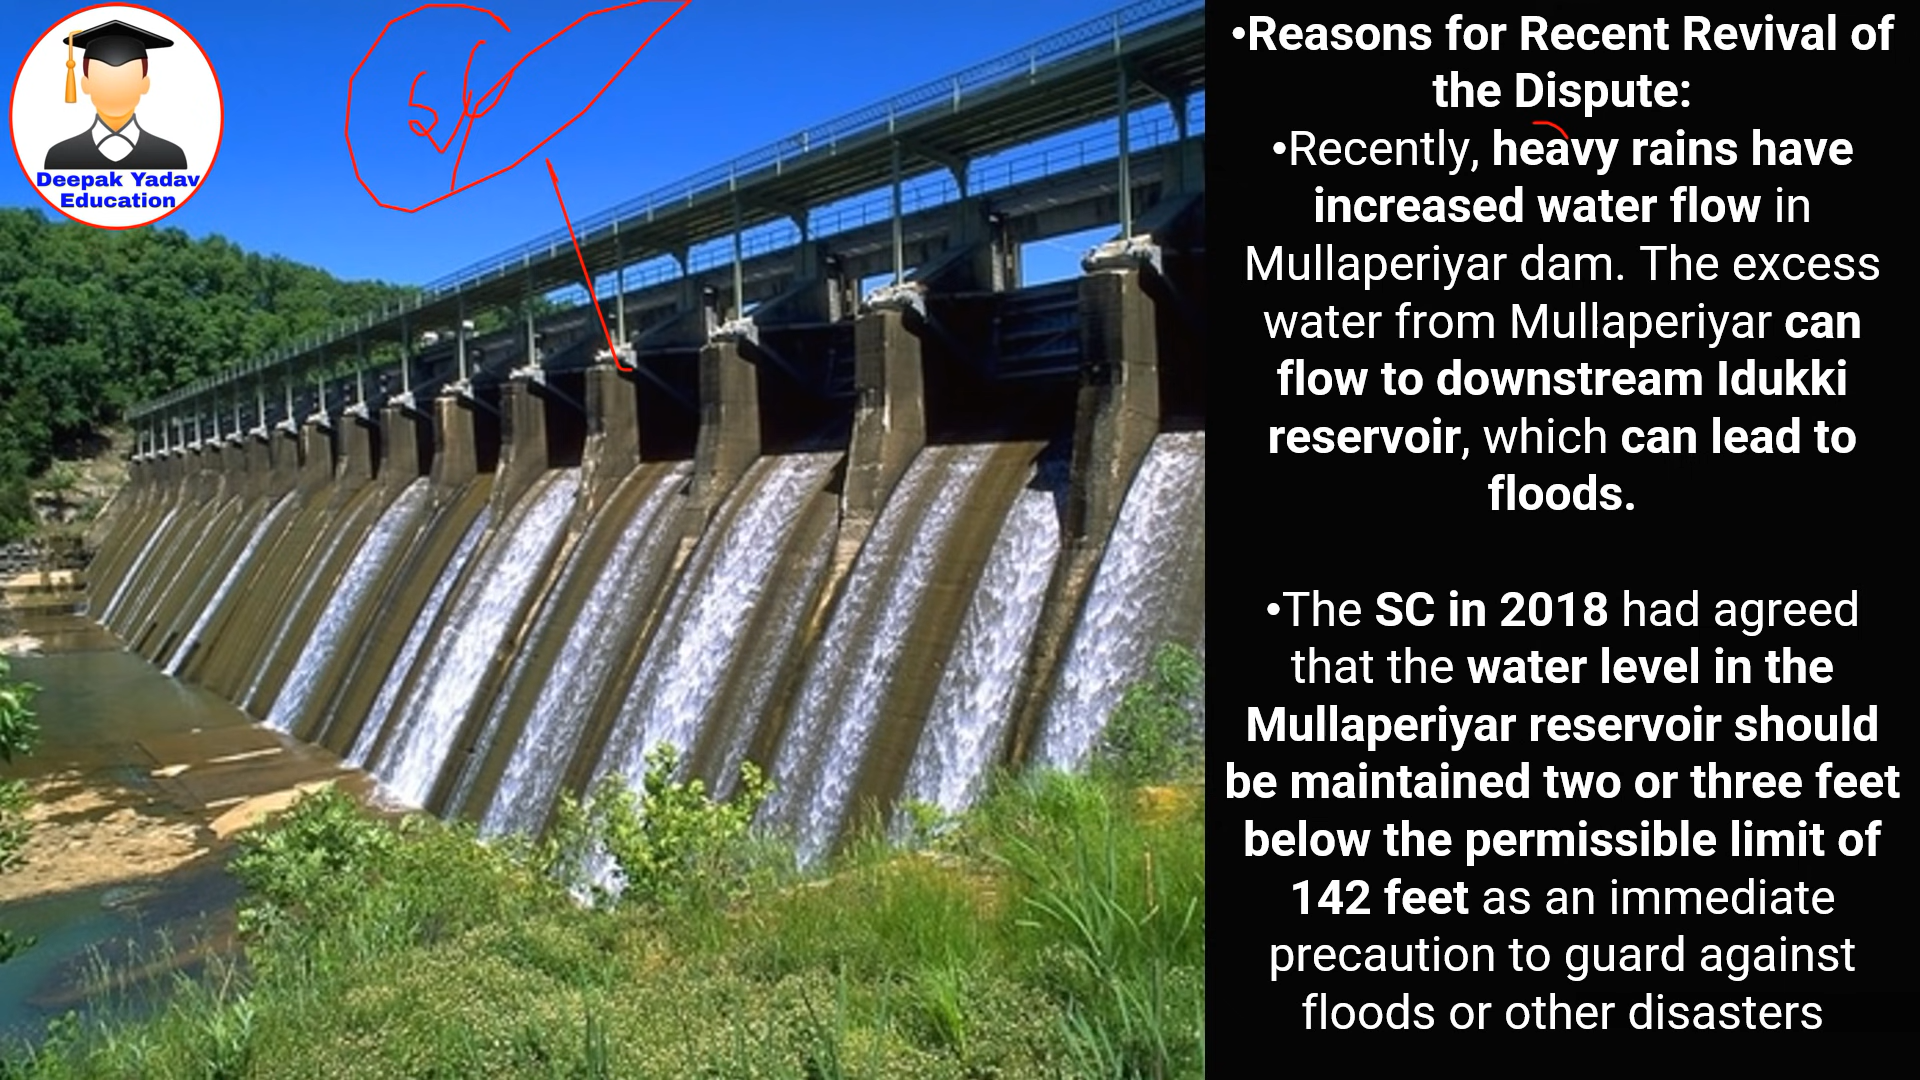 Deepak Yadav
Education
•Reasons for Recent Revival of
the Dispute:
•Recently, heavy rains have
increased water flow in
Mullaperiyar dam. The excess
water from Mullaperiyar can
flow to downstream Idukki
reservoir, which can lead to
floods.
•The SC in 2018 had agreed
that the water level in the
Mullaperiyar reservoir should
be maintained two or three feet
below the permissible limit of
142 feet as an immediate
precaution to guard against
floods or other disasters